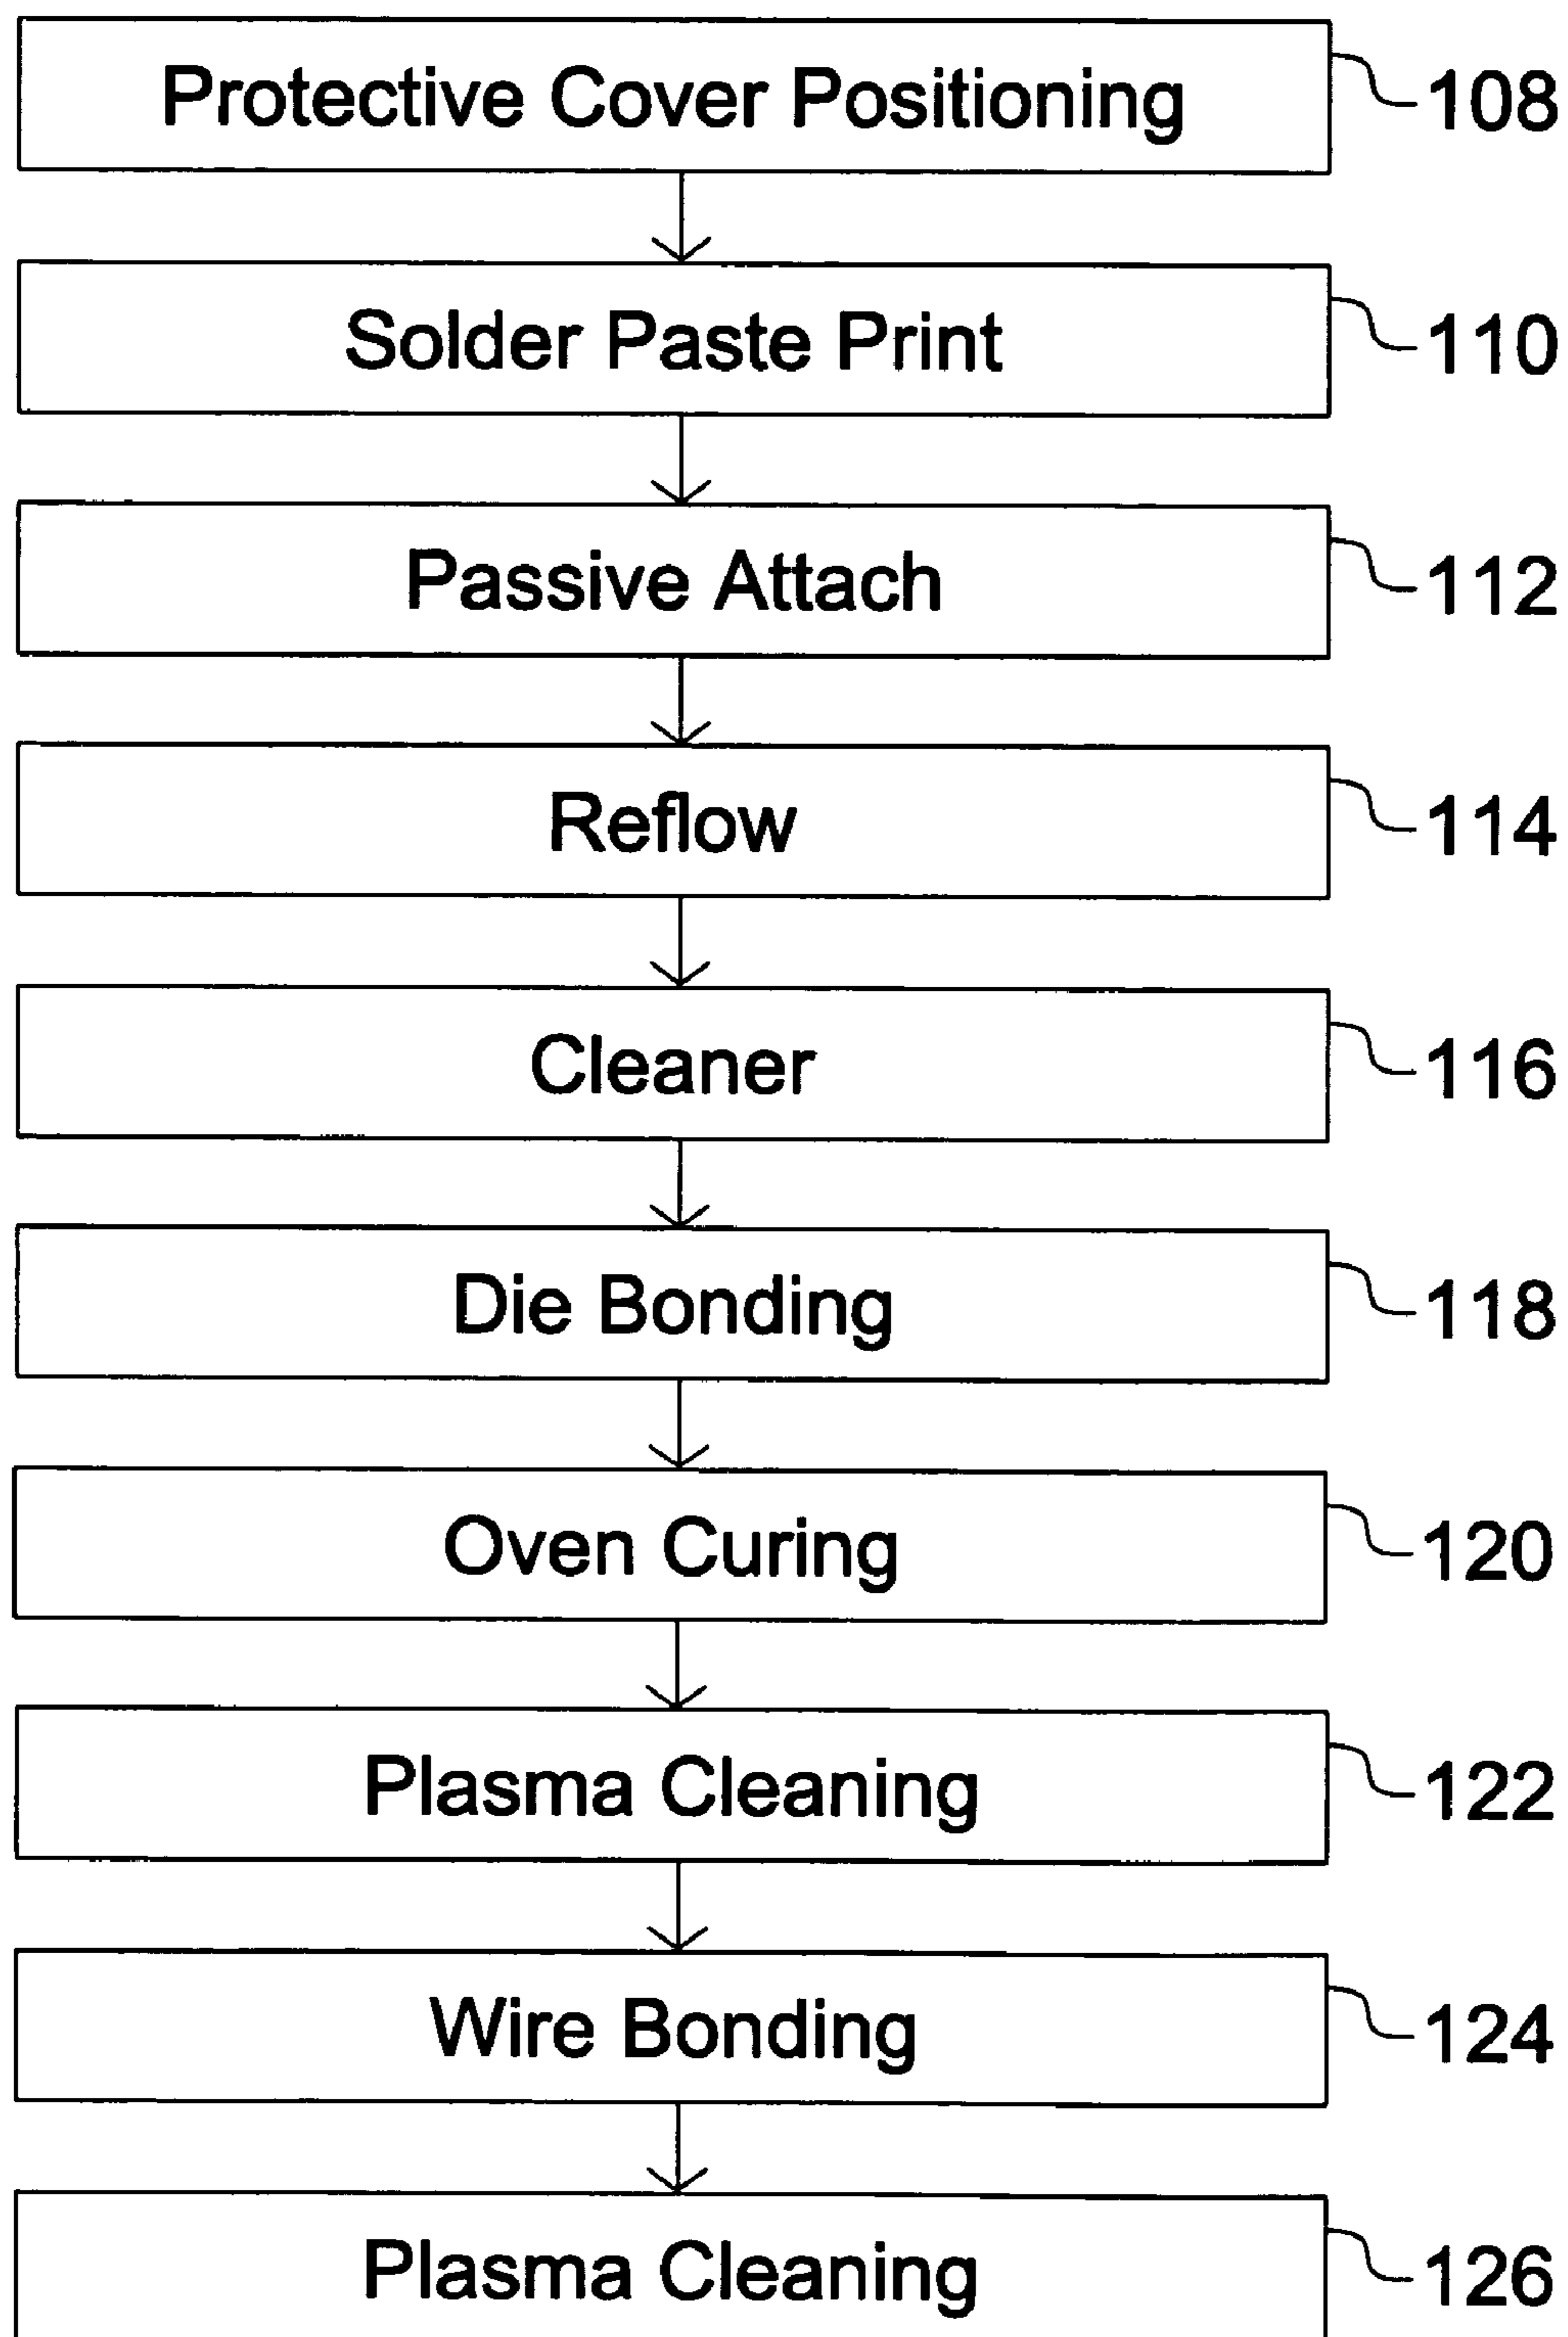 Protective Cover Positioning 108
Solder Paste Print 110
Passive Attach 112
Reflow 114
Cleaner 116
Die Bonding 118
Oven Curing 120
Plasma Cleaning 122
Wire Bonding 124
Plasma Cleaning 126